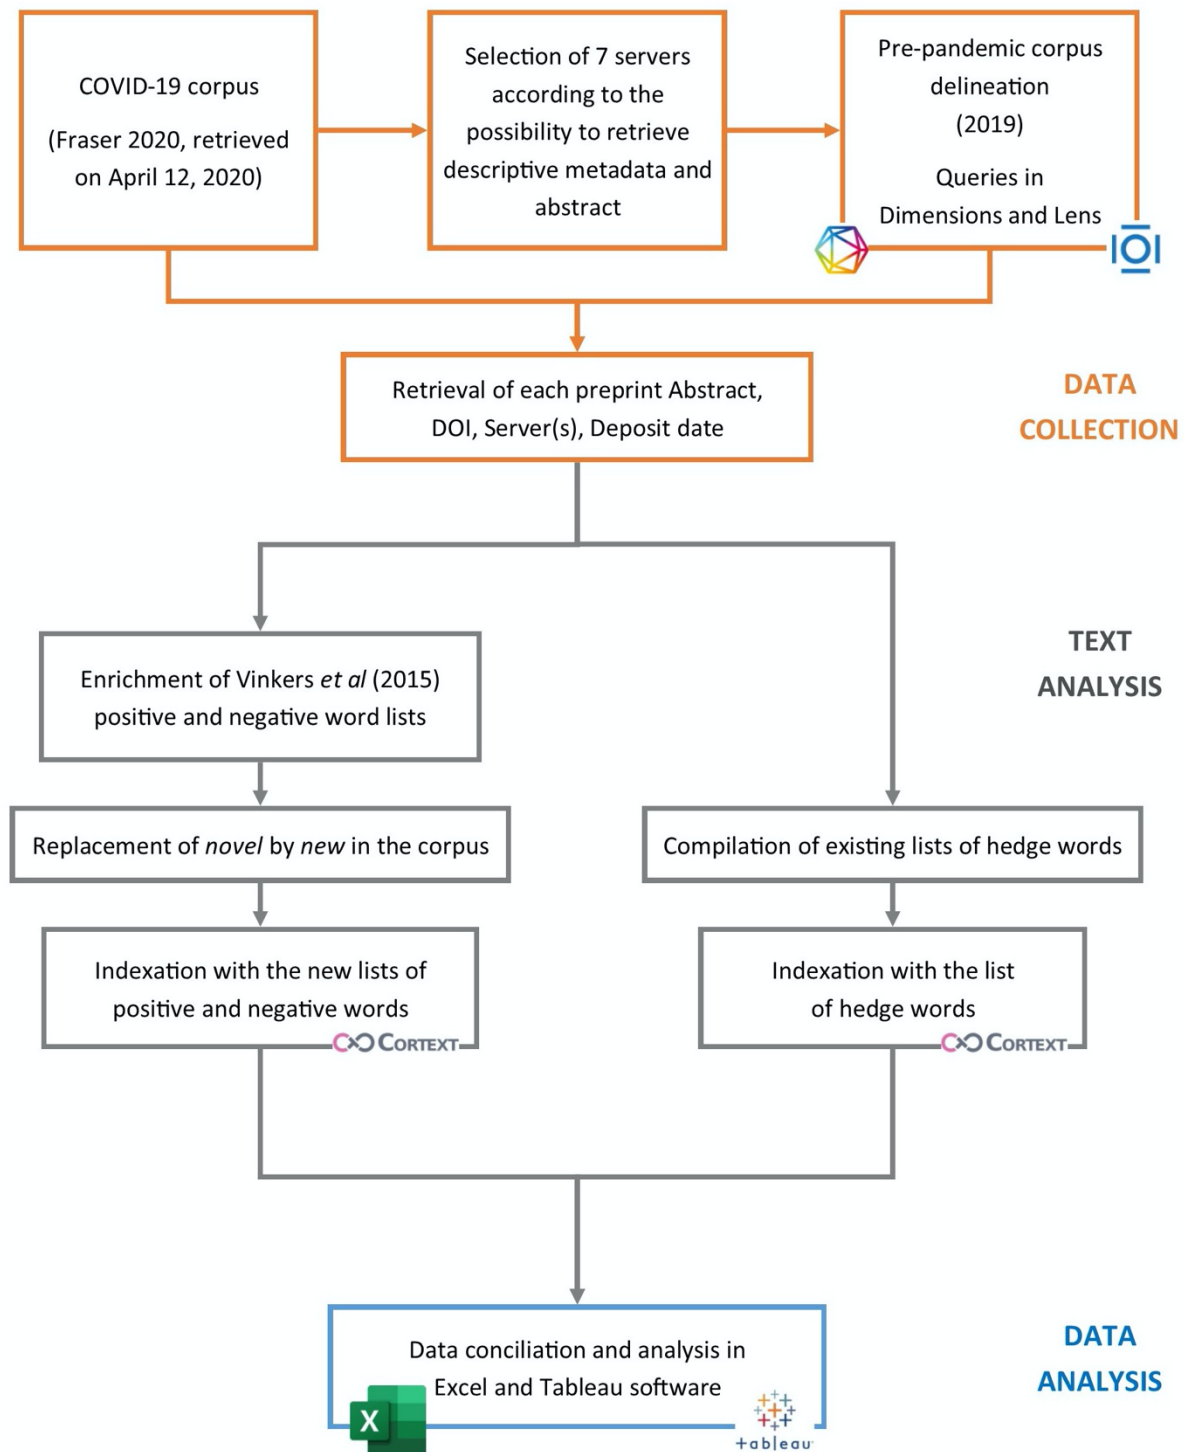 COVID-19 corpus
(Fraser 2020, retrieved
on April 12, 2020)
Selection of 7 servers
according to the
possibility to retrieve
descriptive metadata and
abstract
Pre-pandemic corpus
delineation
(2019)
Queries in
Dimensions and Lens
Retrieval of each preprint Abstract,
DOI, Server(s), Deposit date
DATA
COLLECTION
TEXT
ANALYSIS
Enrichment of Vinkers et al (2015)
positive and negative word lists
Replacement of novel by new in the corpus
Indexation with the new lists of
positive and negative words
CORTEXT
Compilation of existing lists of hedge words
Indexation with the list
of hedge words
CORTEXT
Data conciliation and analysis in
Excel and Tableau software
X
+ableau
DATA
ANALYSIS